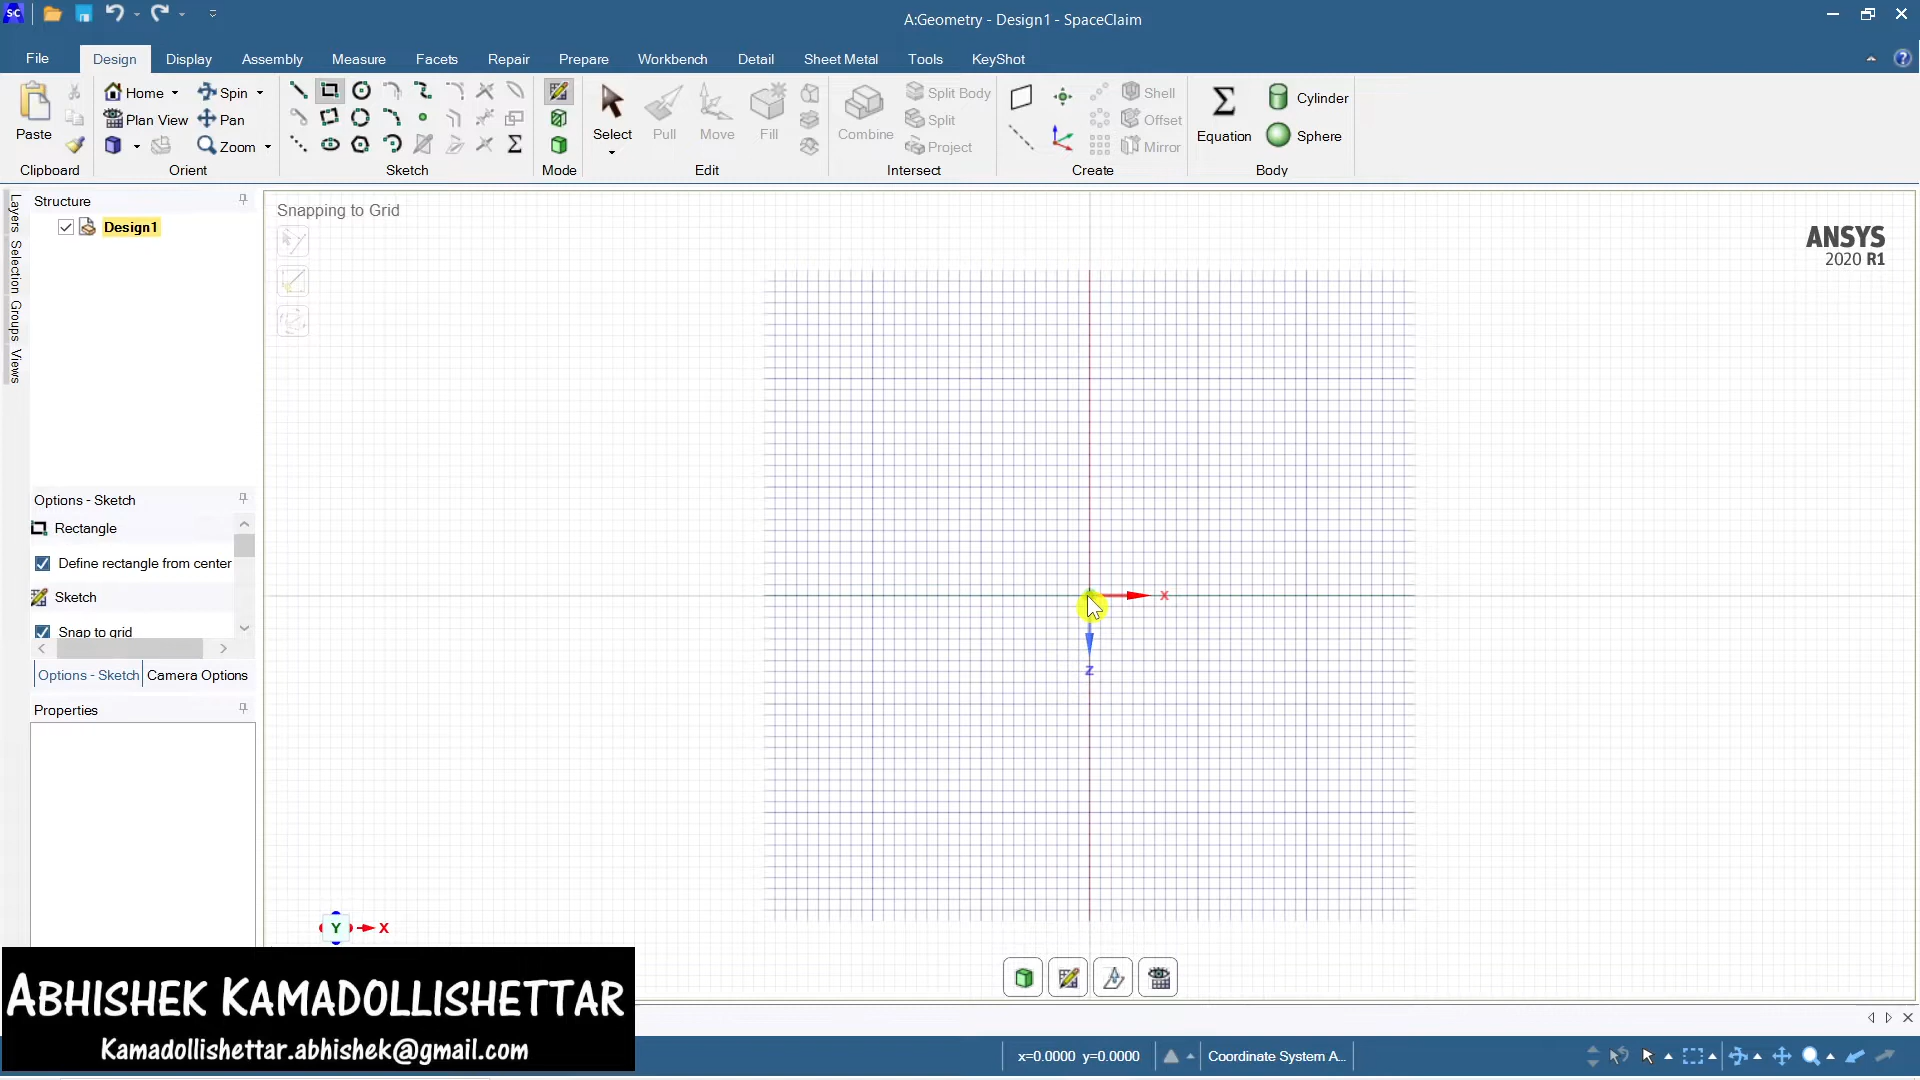 SC
A:Geometry - Design1 - SpaceClaim
File
Design
Display
Assembly
Measure
Facets
Repair
Prepare
Workbench
Detail
Sheet Metal
Tools
KeyShot
Paste
Clipboard
Home
Spin
Plan View
Pan
Zoom
Orient
Sketch
Mode
Select
Pull
Move
Fill
Edit
Combine
Split Body
Split
Project
Intersect
Shell
Offset
Mirror
Create
Equation
Cylinder
Sphere
Body
Layers
Selection
Groups
Views
Structure
Design1
Snapping to Grid
ANSYS
2020 R1
Options - Sketch
Rectangle
Define rectangle from center
Sketch
Snap to grid
Options - Sketch
Camera Options
Properties
X
Z
Y
X
ABHISHEK KAMADOLLISHETTAR
Kamadollishettar.abhishek@gmail.com
x=0.0000 y=0.0000
Coordinate System A...